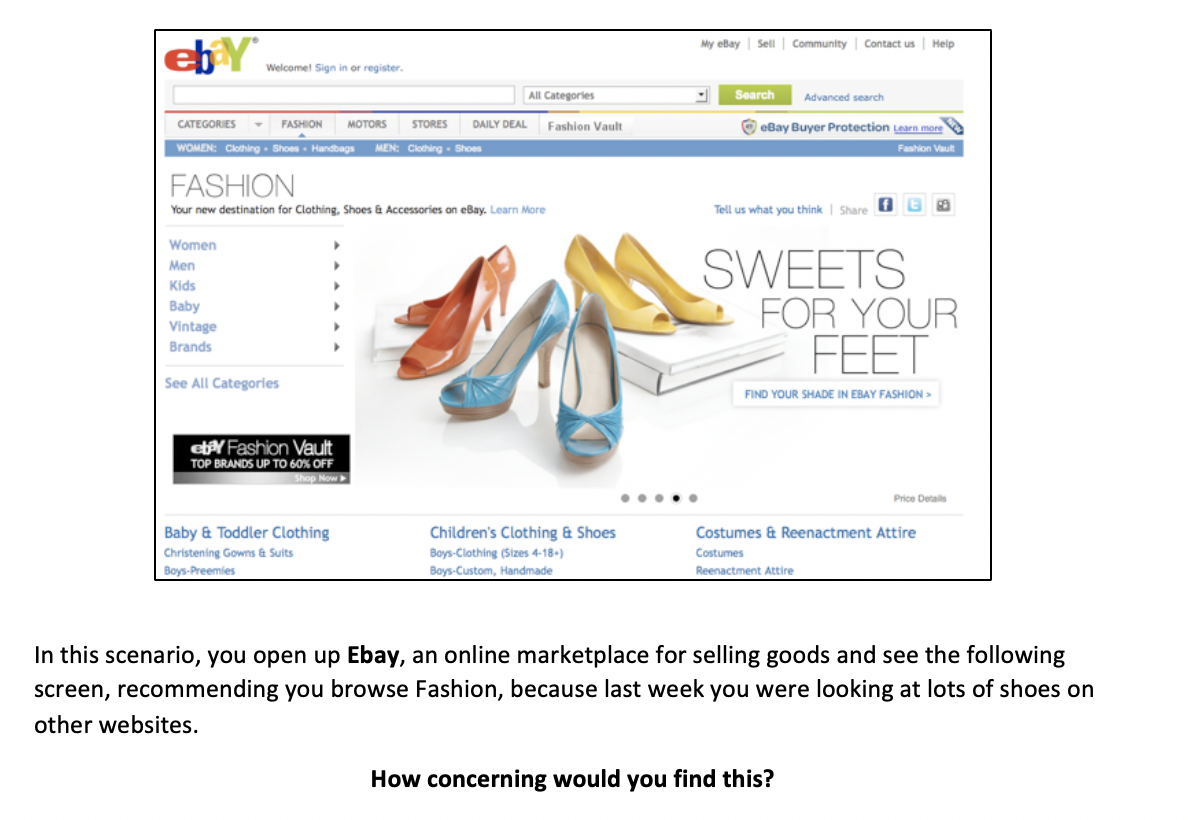 ebaY®
My eBay | Sell | Community | Contact us | Help
Welcome! Sign in or register.
All Categories
Search
Advanced search
CATEGORIES
FASHION
MOTORS
STORES
DAILY DEAL
Fashion Vault
eBay Buyer Protection Learn more
WOMEN: Clothing • Shoes • Handbags MEN: Clothing • Shoes
Fashion Vault
FASHION
Your new destination for Clothing, Shoes & Accessories on eBay. Learn More
Tell us what you think | Share
Women
Men
Kids
Baby
Vintage
Brands
See All Categories
SWEETS
FOR YOUR
FEET
FIND YOUR SHADE IN EBAY FASHION >
ebaY Fashion Vault
TOP BRANDS UP TO 60% OFF
Shop Now
Price Details
Baby & Toddler Clothing
Christening Gowns & Suits
Boys-Preemies
Children's Clothing & Shoes
Boys-Clothing (Sizes 4-18+)
Boys-Custom, Handmade
Costumes & Reenactment Attire
Costumes
Reenactment Attire
In this scenario, you open up Ebay, an online marketplace for selling goods and see the following
screen, recommending you browse Fashion, because last week you were looking at lots of shoes on
other websites.
How concerning would you find this?